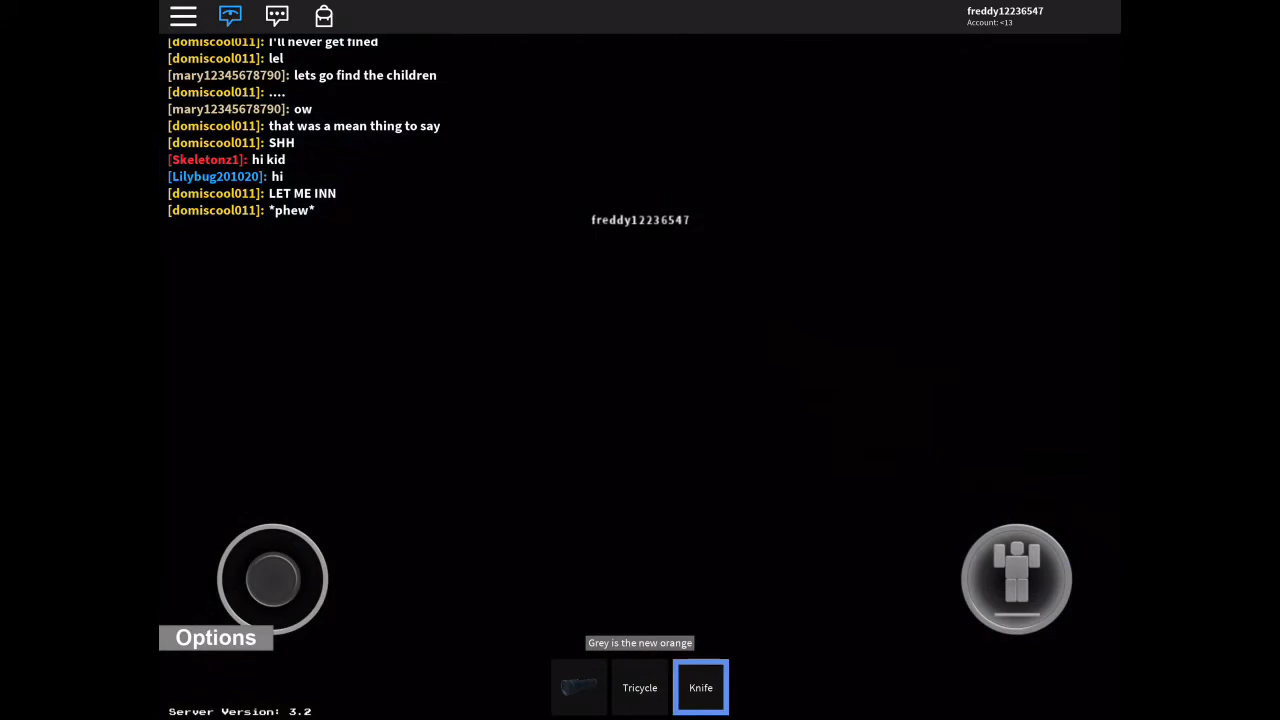 freddy12236547
Account: <13
[domiscool011]: I'll never get fined
[domiscool011]: lel
[mary12345678790]: lets go find the children
[domiscool011]: ....
[mary12345678790]: ow
[domiscool011]: that was a mean thing to say
[domiscool011]: SHH
[Skeletonz1]: hi kid
[Lilybug201020]: hi
[domiscool011]: LET ME INN
[domiscool011]: *phew*
freddy12236547
Options
Grey is the new orange
Tricycle
Knife
Server Version: 3.2